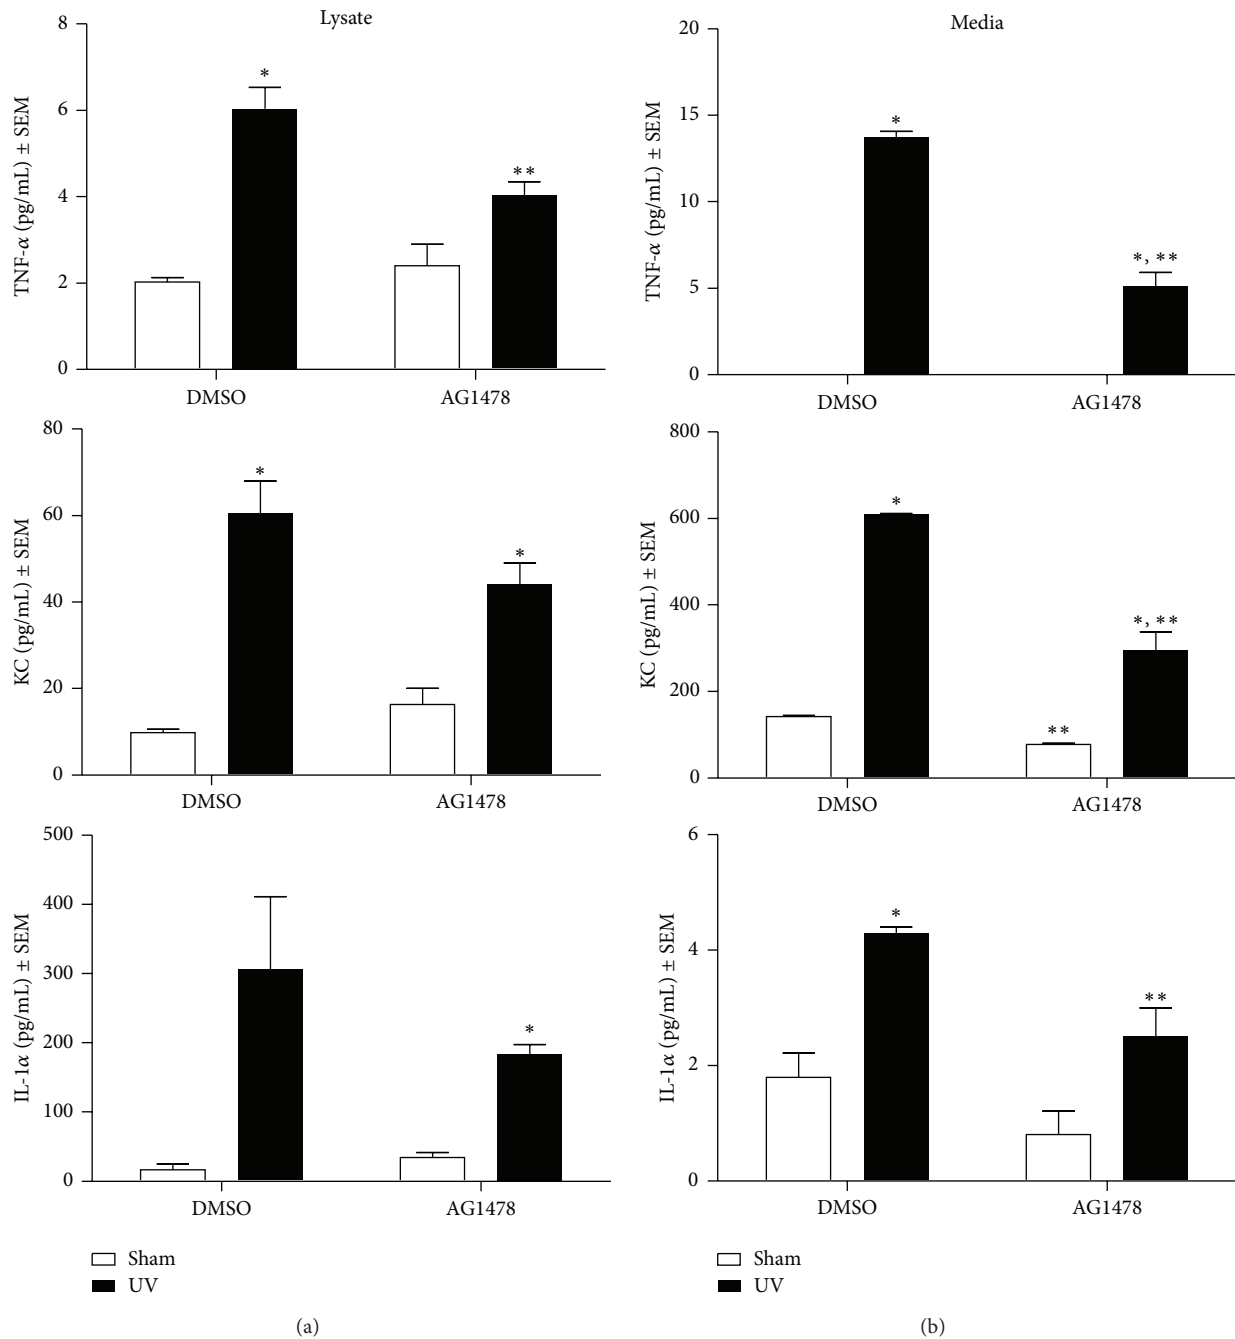 Lysate
TNF-α (pg/mL) ± SEM
8
6
4
2
0
*
**
DMSO
AG1478
KC (pg/mL) ± SEM
80
60
40
20
0
*
*
DMSO
AG1478
IL-1α (pg/mL) ± SEM
500
400
300
200
100
0
*
DMSO
AG1478
Sham
UV
(a)
Media
TNF-α (pg/mL) ± SEM
20
15
10
5
0
*
*, **
DMSO
AG1478
KC (pg/mL) ± SEM
800
600
400
200
0
*
**
*, **
DMSO
AG1478
IL-1α (pg/mL) ± SEM
6
4
2
0
*
**
DMSO
AG1478
Sham
UV
(b)